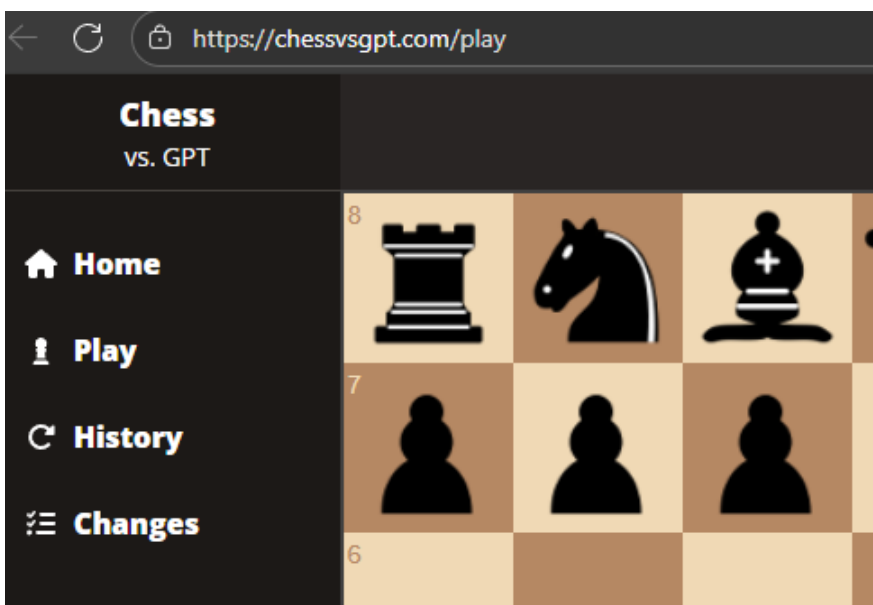 https://chessvsgpt.com/play
Chess
vs. GPT
Home
Play
History
Changes
8
7
6